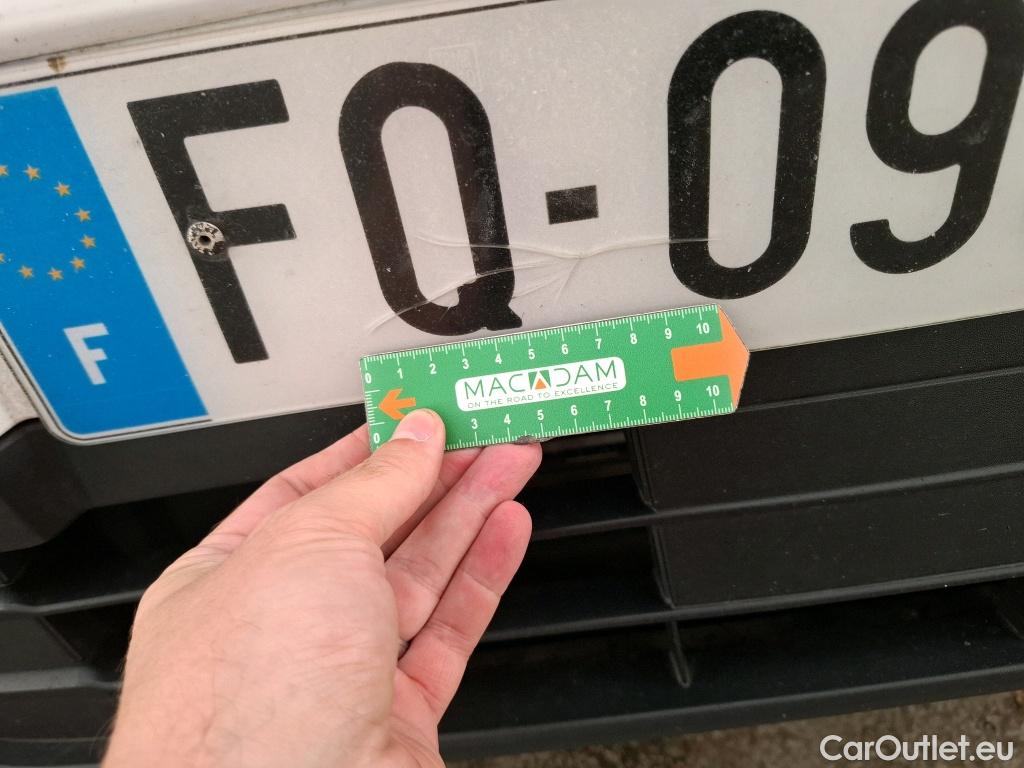 FQ-09
F
0 1 2 3 4 5 6 7 8 9 10
MACADAM
ON THE ROAD TO EXCELLENCE
0 3 4 5 6 7 8 9 10
CarOutlet.eu